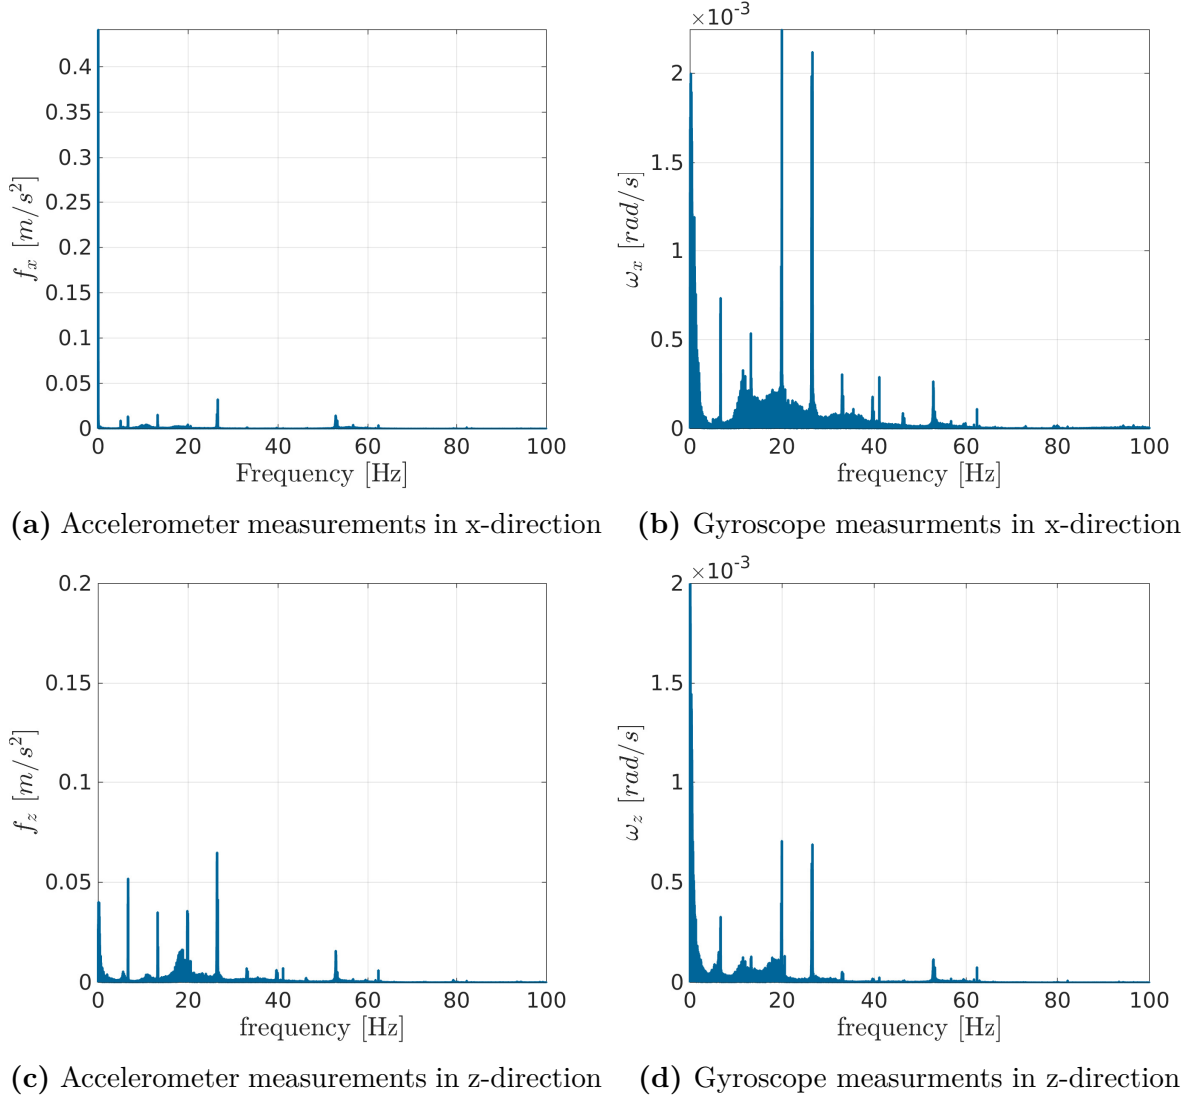 ×10⁻³
0.4
0.35
0.3
0.25
0.2
0.15
0.1
0.05
0
f_x [m/s²]
0 20 40 60 80 100
Frequency [Hz]
2
1.5
1
0.5
0
ω_x [rad/s]
0 20 40 60 80 100
frequency [Hz]
(a) Accelerometer measurements in x-direction
(b) Gyroscope measurments in x-direction
0.2
0.15
0.1
0.05
0
f_z [m/s²]
0 20 40 60 80 100
frequency [Hz]
×10⁻³
2
1.5
1
0.5
0
ω_z [rad/s]
0 20 40 60 80 100
frequency [Hz]
(c) Accelerometer measurements in z-direction
(d) Gyroscope measurments in z-direction